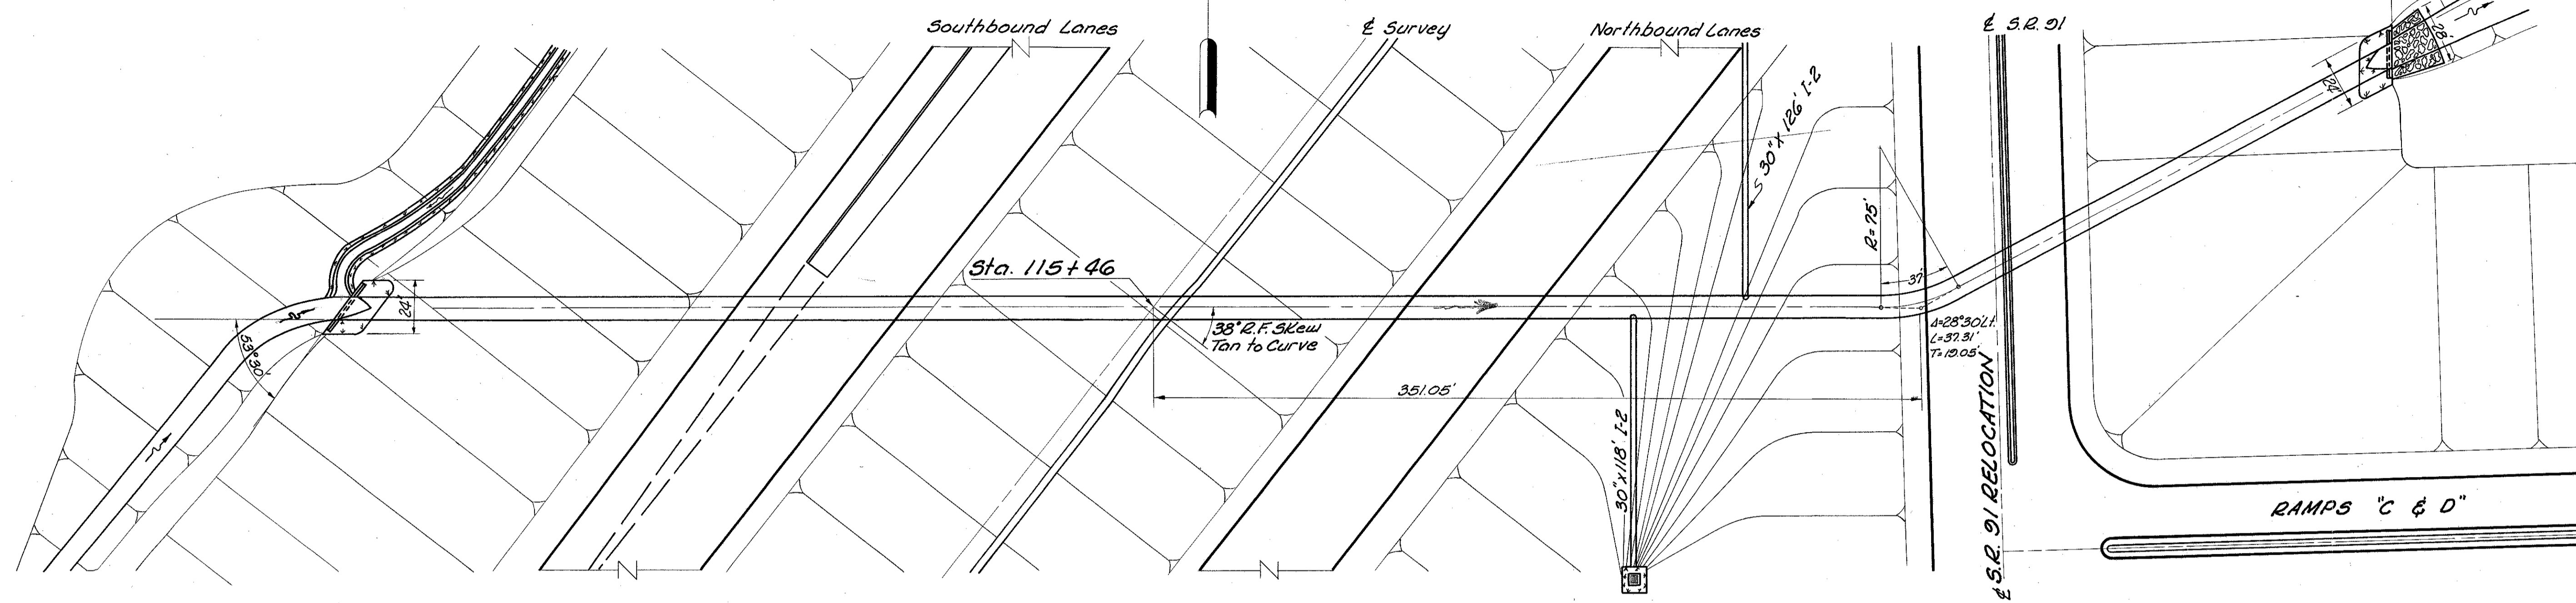 Southbound Lanes
℄ Survey
Northbound Lanes
℄ S.R. 91
28'
24'
S 30" x 126' I-2
R=75'
Sta. 115+46
37'
24'
38° R.F. Skew
Tan to Curve
Δ=28°30' Lt.
L=37.31'
T=19.05'
53°30'
351.05'
30" x 118' I-2
℄ S.R. 91 RELOCATION
RAMPS "C & D"